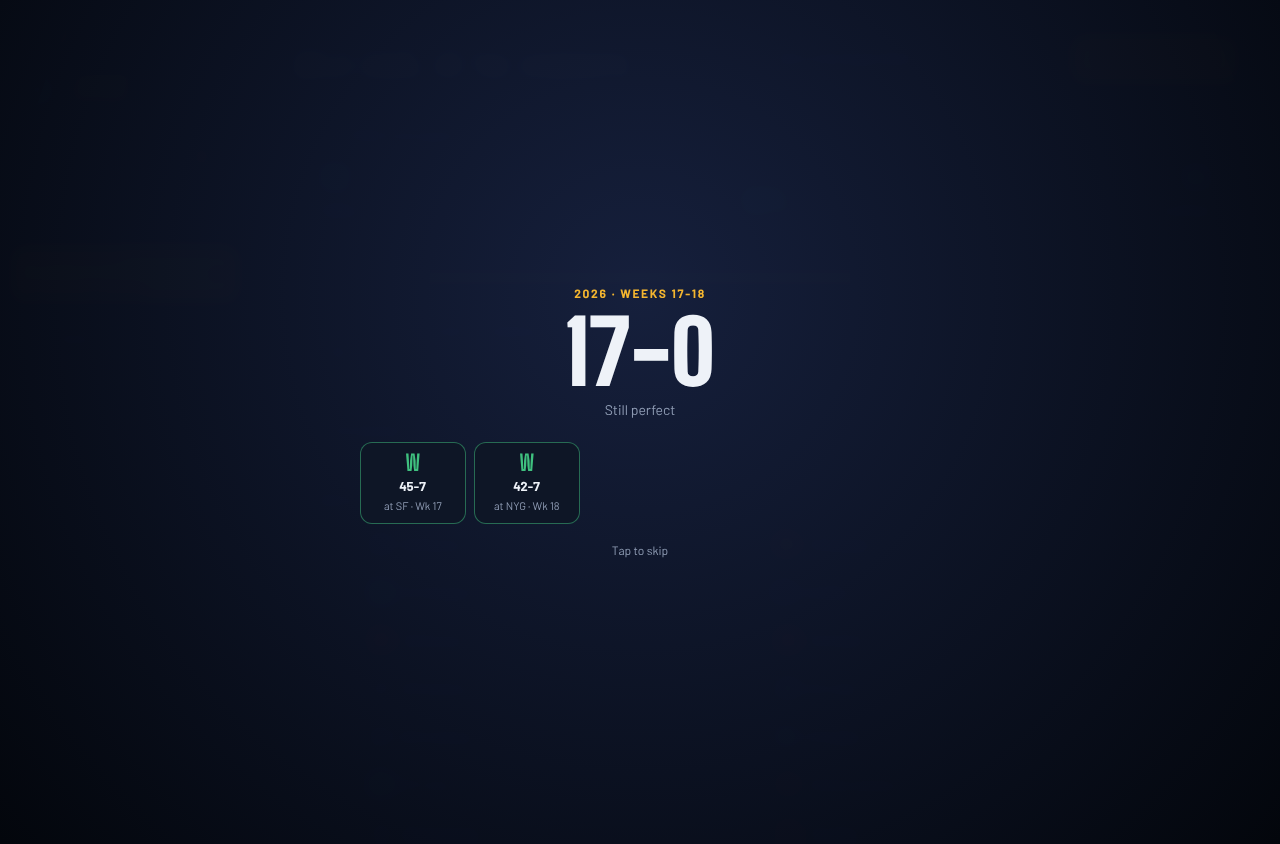 2026 · WEEKS 17-18
17–0
Still perfect
W
45-7
at SF · Wk 17
W
42-7
at NYG · Wk 18
Tap to skip